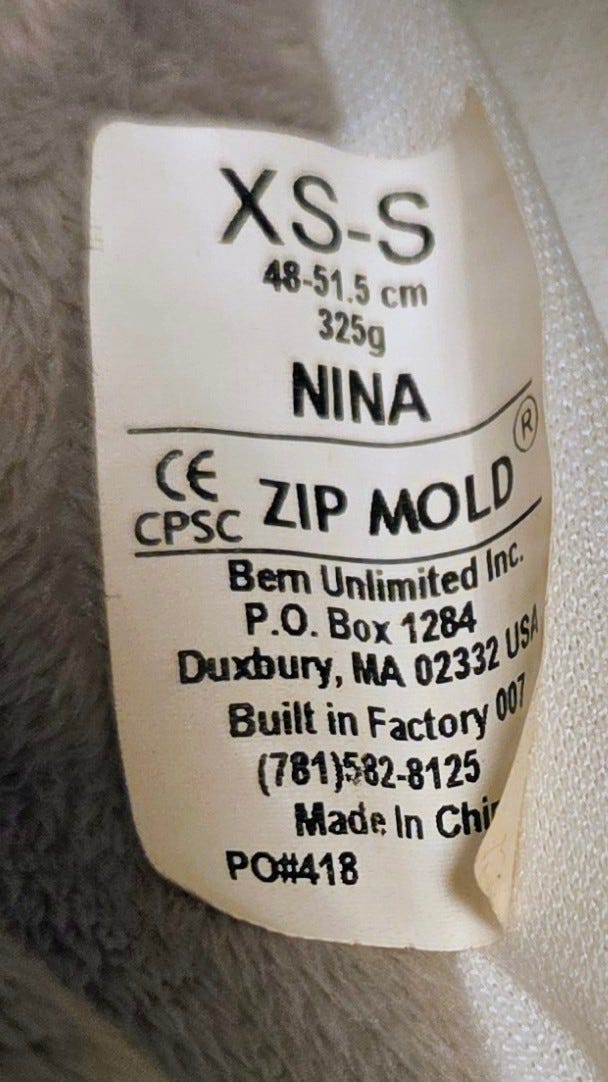 XS-S
48-51.5 cm
325g
NINA
CE
CPSC
ZIP MOLD®
Bern Unlimited Inc.
P.O. Box 1284
Duxbury, MA 02332 USA
Built in Factory 007
(781)582-8125
Made In
PO#418